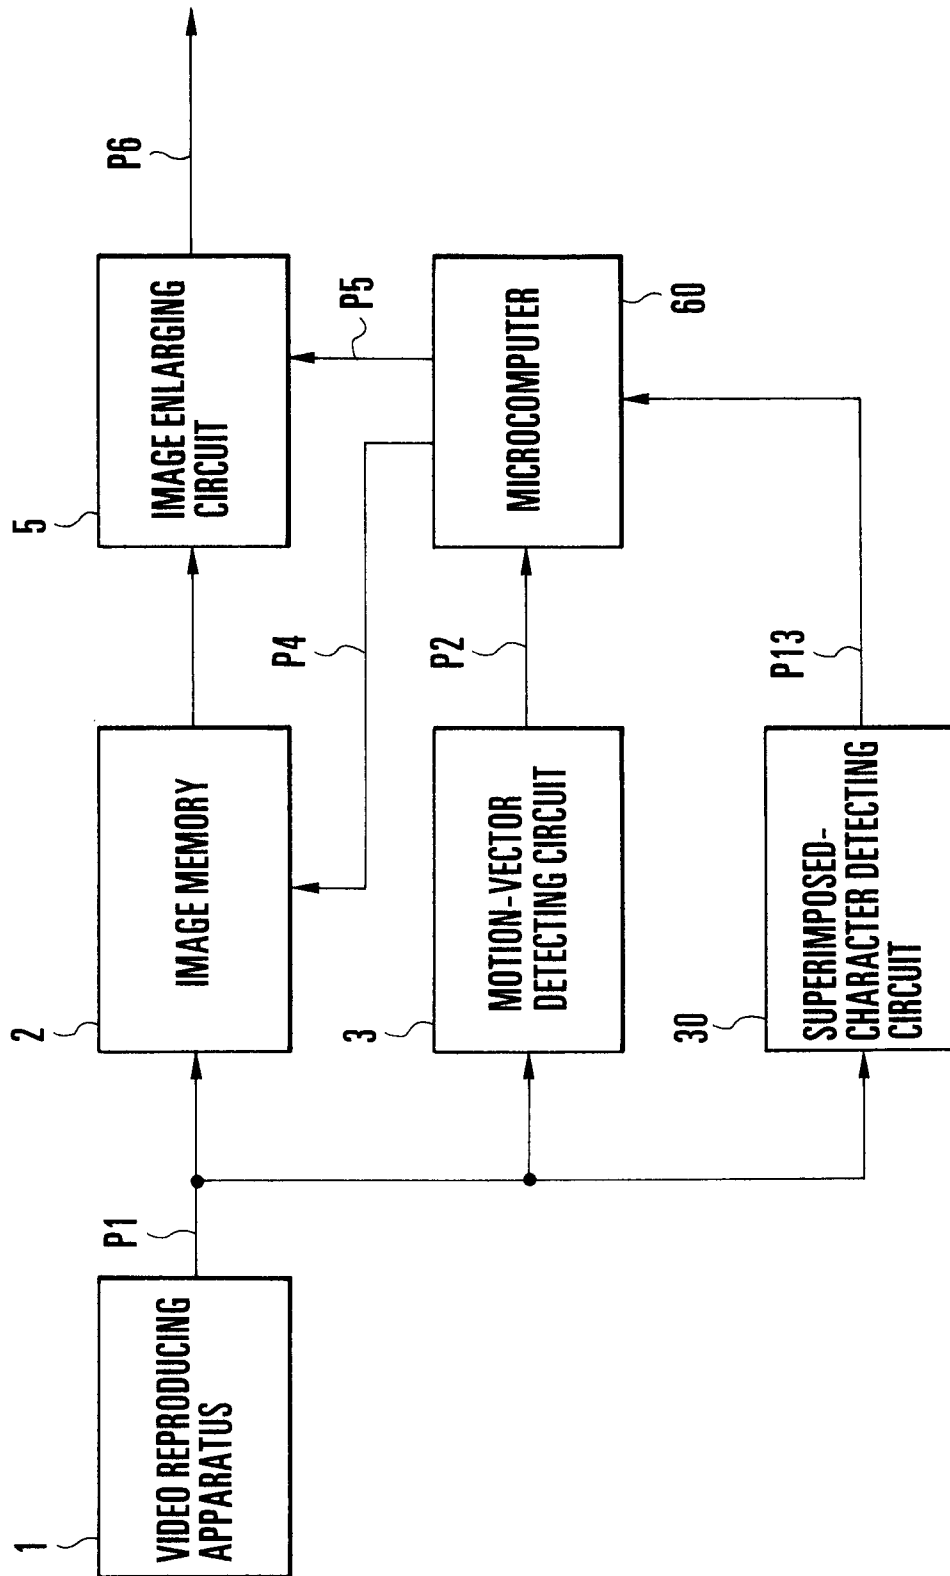 1
VIDEO REPRODUCING
APPARATUS
P1
2
IMAGE MEMORY
5
IMAGE ENLARGING
CIRCUIT
P6
P4
P5
3
MOTION-VECTOR
DETECTING CIRCUIT
P2
MICROCOMPUTER
60
30
SUPERIMPOSED-
CHARACTER DETECTING
CIRCUIT
P13